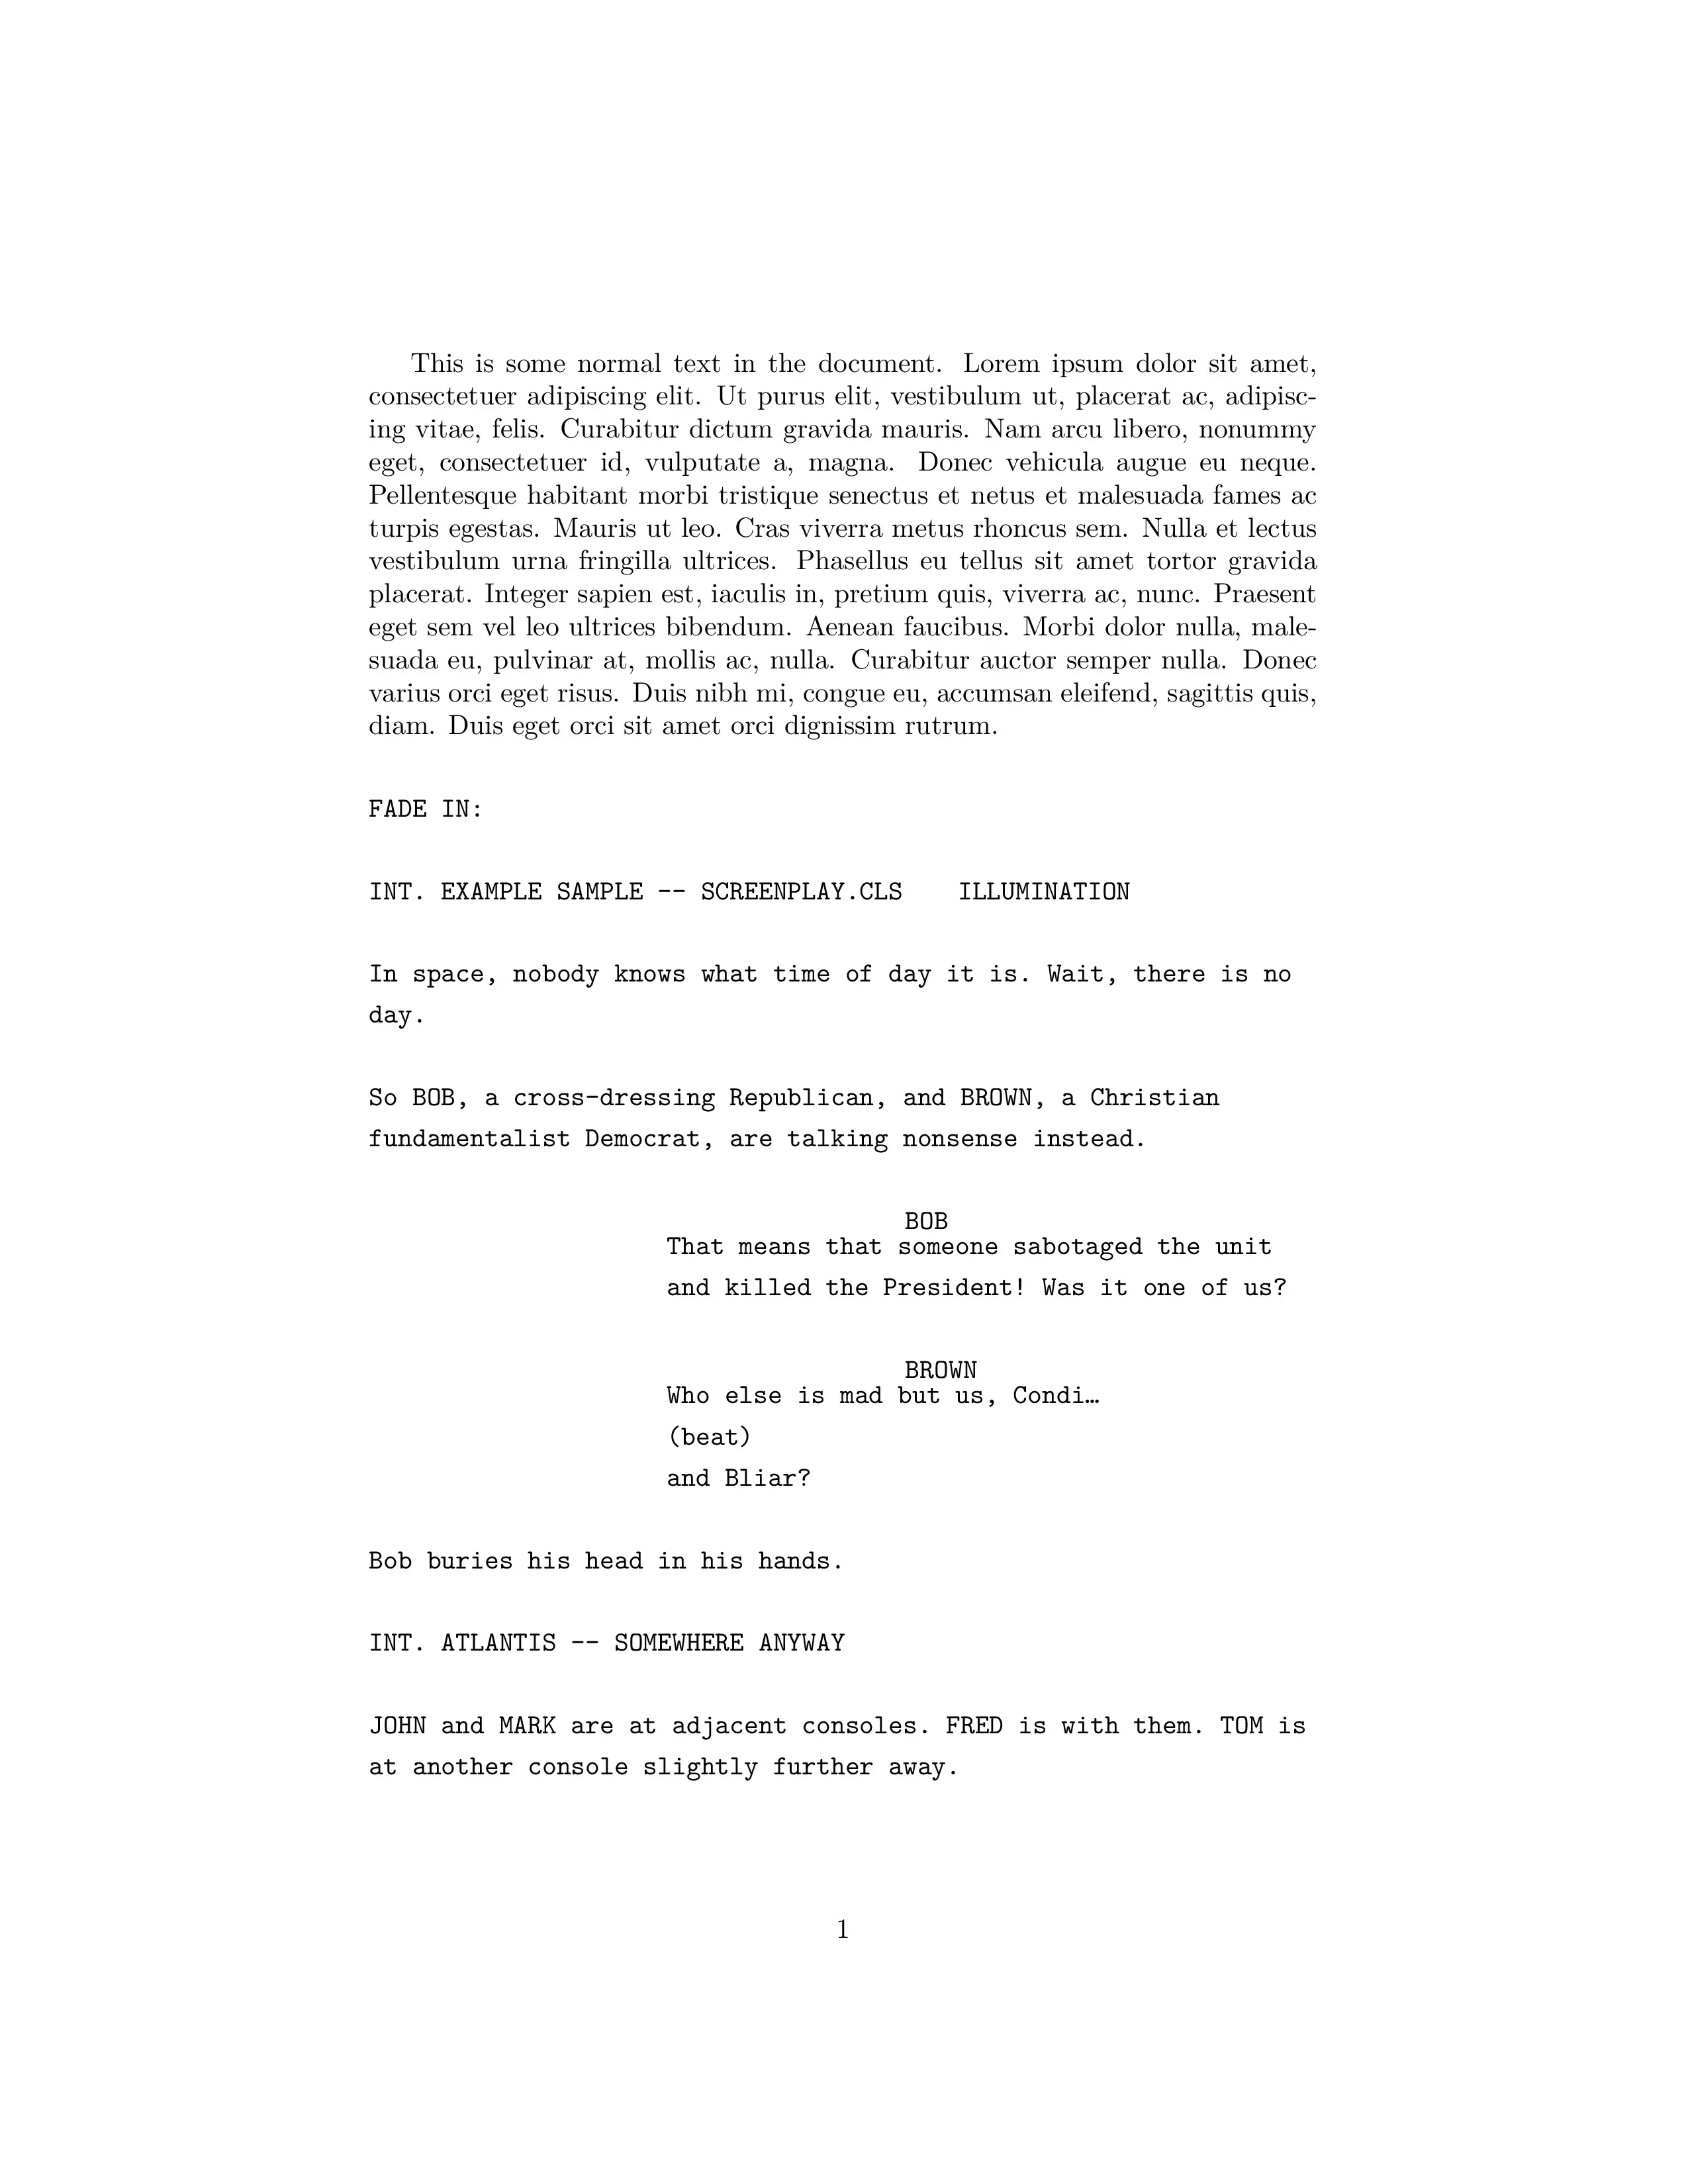 This is some normal text in the document. Lorem ipsum dolor sit amet,
consectetuer adipiscing elit. Ut purus elit, vestibulum ut, placerat ac, adipisc-
ing vitae, felis. Curabitur dictum gravida mauris. Nam arcu libero, nonummy
eget, consectetuer id, vulputate a, magna. Donec vehicula augue eu neque.
Pellentesque habitant morbi tristique senectus et netus et malesuada fames ac
turpis egestas. Mauris ut leo. Cras viverra metus rhoncus sem. Nulla et lectus
vestibulum urna fringilla ultrices. Phasellus eu tellus sit amet tortor gravida
placerat. Integer sapien est, iaculis in, pretium quis, viverra ac, nunc. Praesent
eget sem vel leo ultrices bibendum. Aenean faucibus. Morbi dolor nulla, male-
suada eu, pulvinar at, mollis ac, nulla. Curabitur auctor semper nulla. Donec
varius orci eget risus. Duis nibh mi, congue eu, accumsan eleifend, sagittis quis,
diam. Duis eget orci sit amet orci dignissim rutrum.
FADE IN:
INT. EXAMPLE SAMPLE -- SCREENPLAY.CLS    ILLUMINATION
In space, nobody knows what time of day it is. Wait, there is no
day.
So BOB, a cross-dressing Republican, and BROWN, a Christian
fundamentalist Democrat, are talking nonsense instead.
BOB
That means that someone sabotaged the unit
and killed the President! Was it one of us?
BROWN
Who else is mad but us, Condi…
(beat)
and Bliar?
Bob buries his head in his hands.
INT. ATLANTIS -- SOMEWHERE ANYWAY
JOHN and MARK are at adjacent consoles. FRED is with them. TOM is
at another console slightly further away.
1